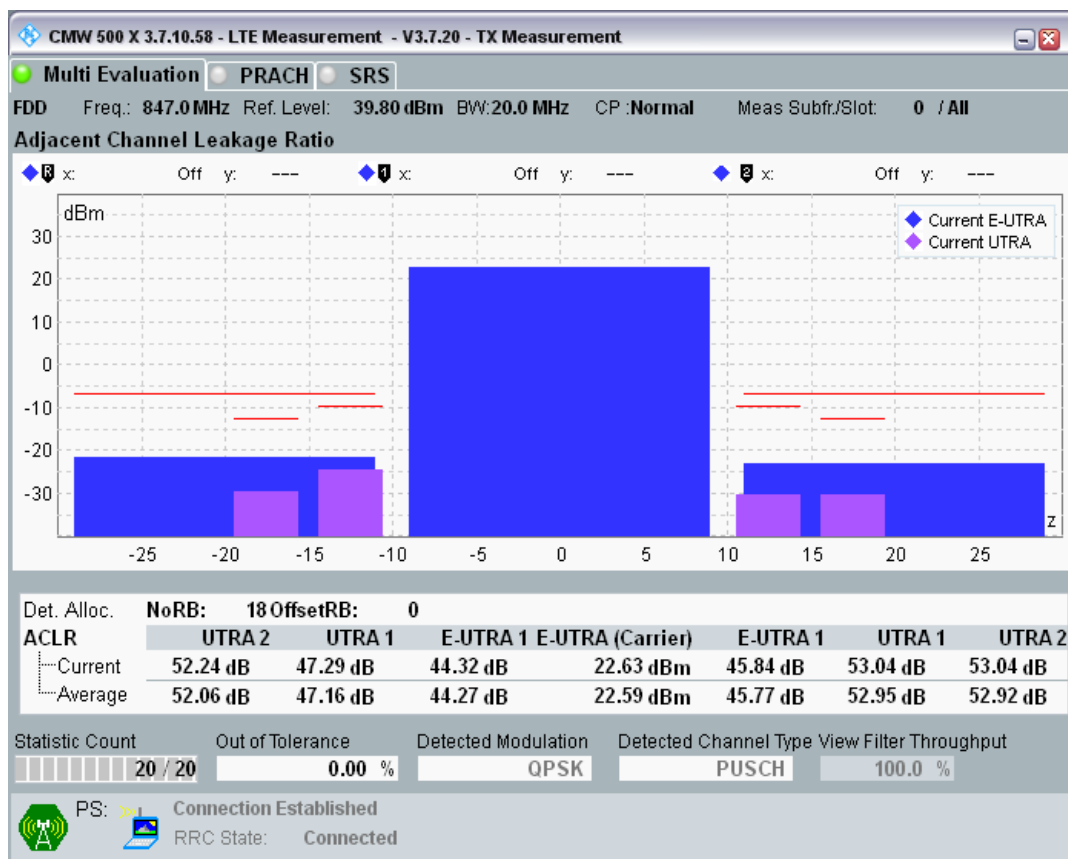 CMW 500 X 3.7.10.58 - LTE Measurement - V3.7.20 - TX Measurement
Multi Evaluation PRACH SRS
FDD Freq.: 847.0 MHz Ref. Level: 39.80 dBm BW:20.0 MHz CP :Normal Meas Subfr./Slot: 0 / All
Adjacent Channel Leakage Ratio
R x: Off y: --- 1 x: Off y: --- 2 x: Off y: ---
dBm
Current E-UTRA
Current UTRA
30
20
10
0
-10
-20
-30
z
-25 -20 -15 -10 -5 0 5 10 15 20 25
Det. Alloc. NoRB: 18 OffsetRB: 0
ACLR UTRA 2 UTRA 1 E-UTRA 1 E-UTRA (Carrier) E-UTRA 1 UTRA 1 UTRA 2
Current 52.24 dB 47.29 dB 44.32 dB 22.63 dBm 45.84 dB 53.04 dB 53.04 dB
Average 52.06 dB 47.16 dB 44.27 dB 22.59 dBm 45.77 dB 52.95 dB 52.92 dB
Statistic Count Out of Tolerance Detected Modulation Detected Channel Type View Filter Throughput
20 / 20 0.00 % QPSK PUSCH 100.0 %
PS: Connection Established
RRC State: Connected